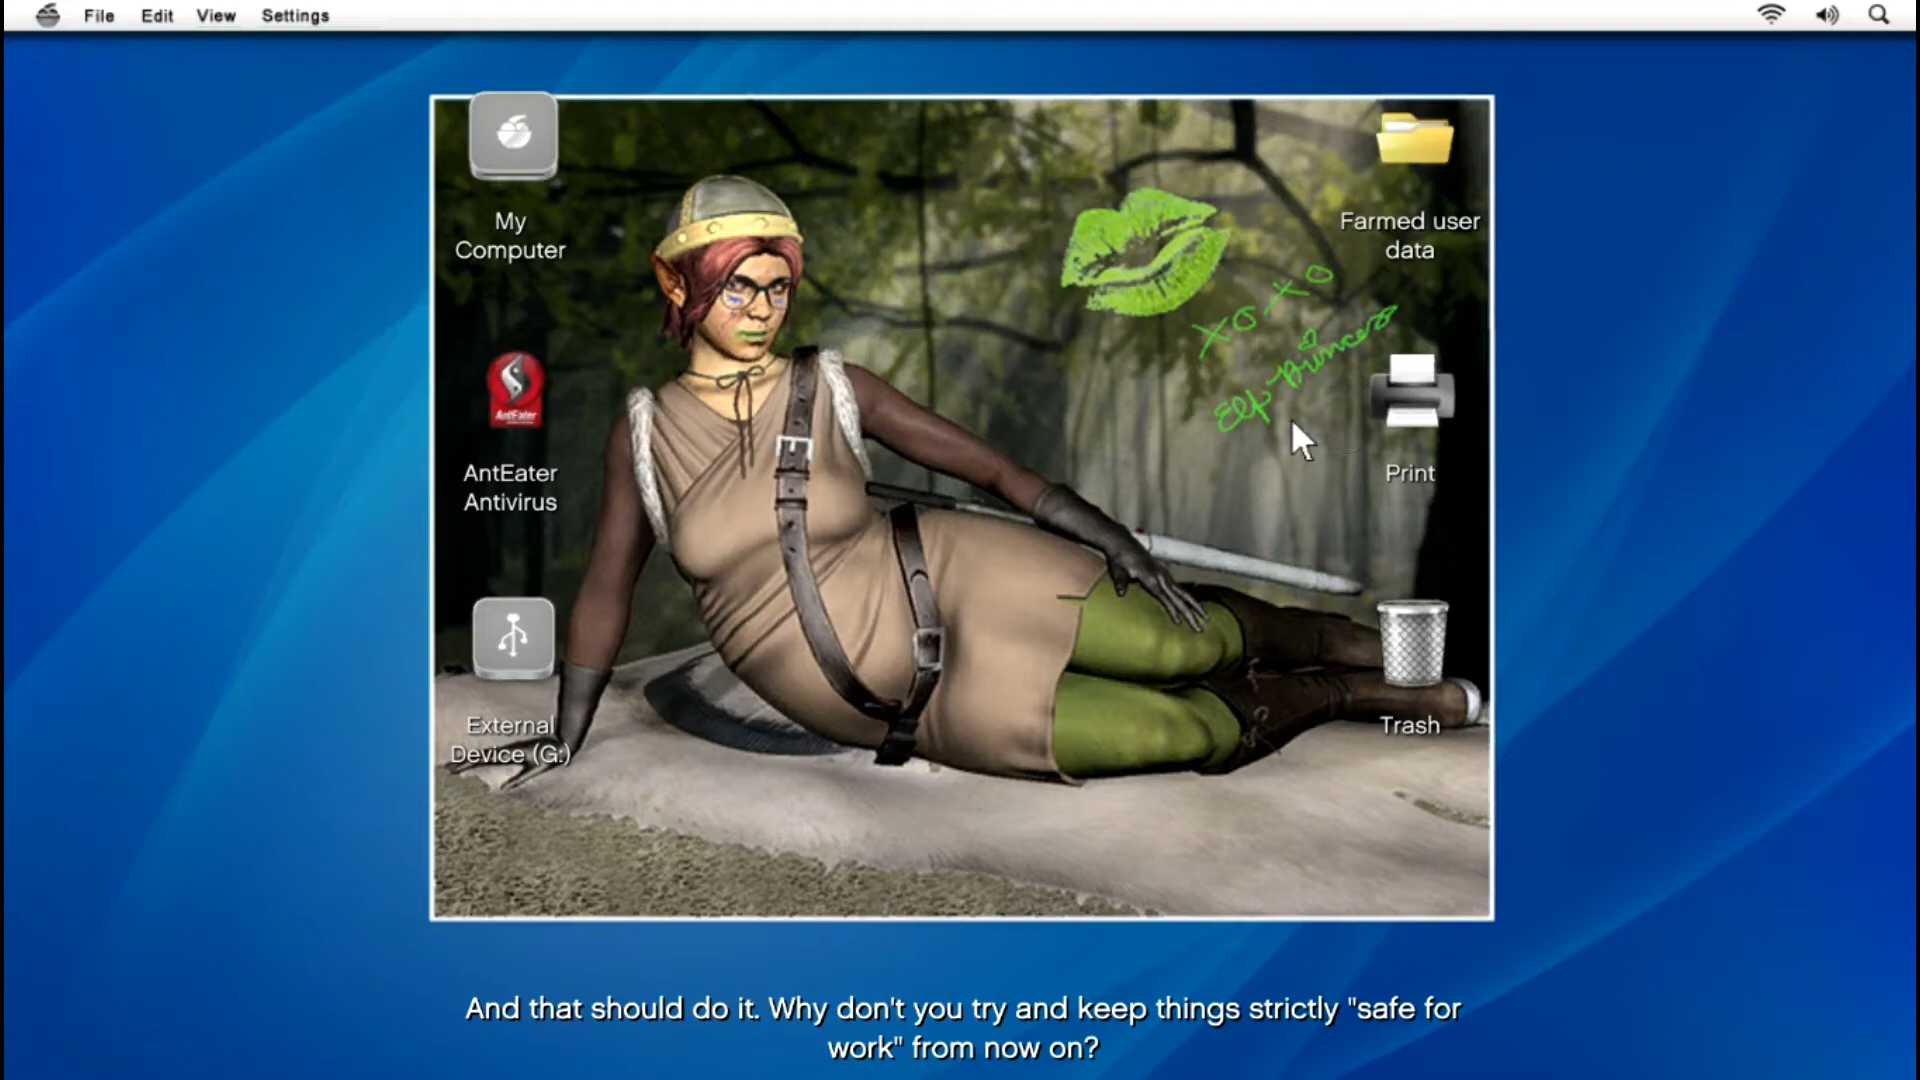 File Edit View Settings
My
Computer
Farmed user
data
XOXO
Elf Princess
AntEater
AntEater
Antivirus
Print
External
Device (G:)
Trash
And that should do it. Why don't you try and keep things strictly "safe for
work" from now on?